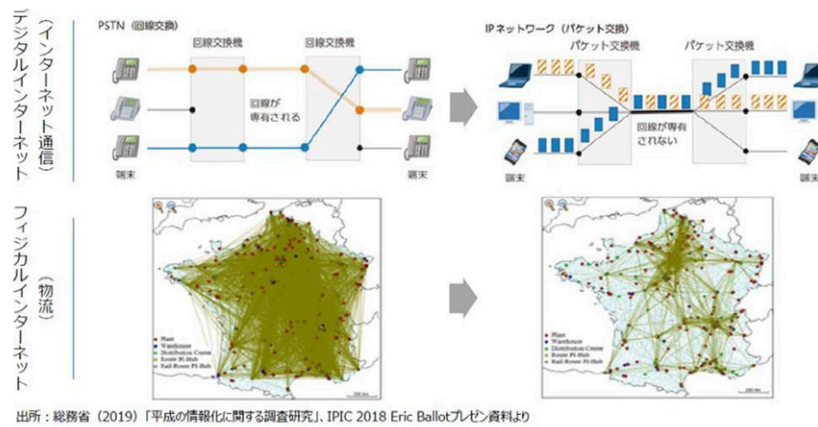 デジタルインターネット
(インターネット通信)
PSTN（回線交換）
回線交換機
回線交換機
回線が
専有される
端末
端末
IPネットワーク（パケット交換）
パケット交換機
パケット交換機
回線が専有
されない
端末
端末
フィジカルインターネット
(物流)
Plant
Warehouse
Distribution Centre
Route PI-Hub
Rail-Route PI-Hub
Plant
Warehouse
Distribution Centre
Route PI-Hub
Rail-Route PI-Hub
出所：総務省（2019）「平成の情報化に関する調査研究」、IPIC 2018 Eric Ballotプレゼン資料より